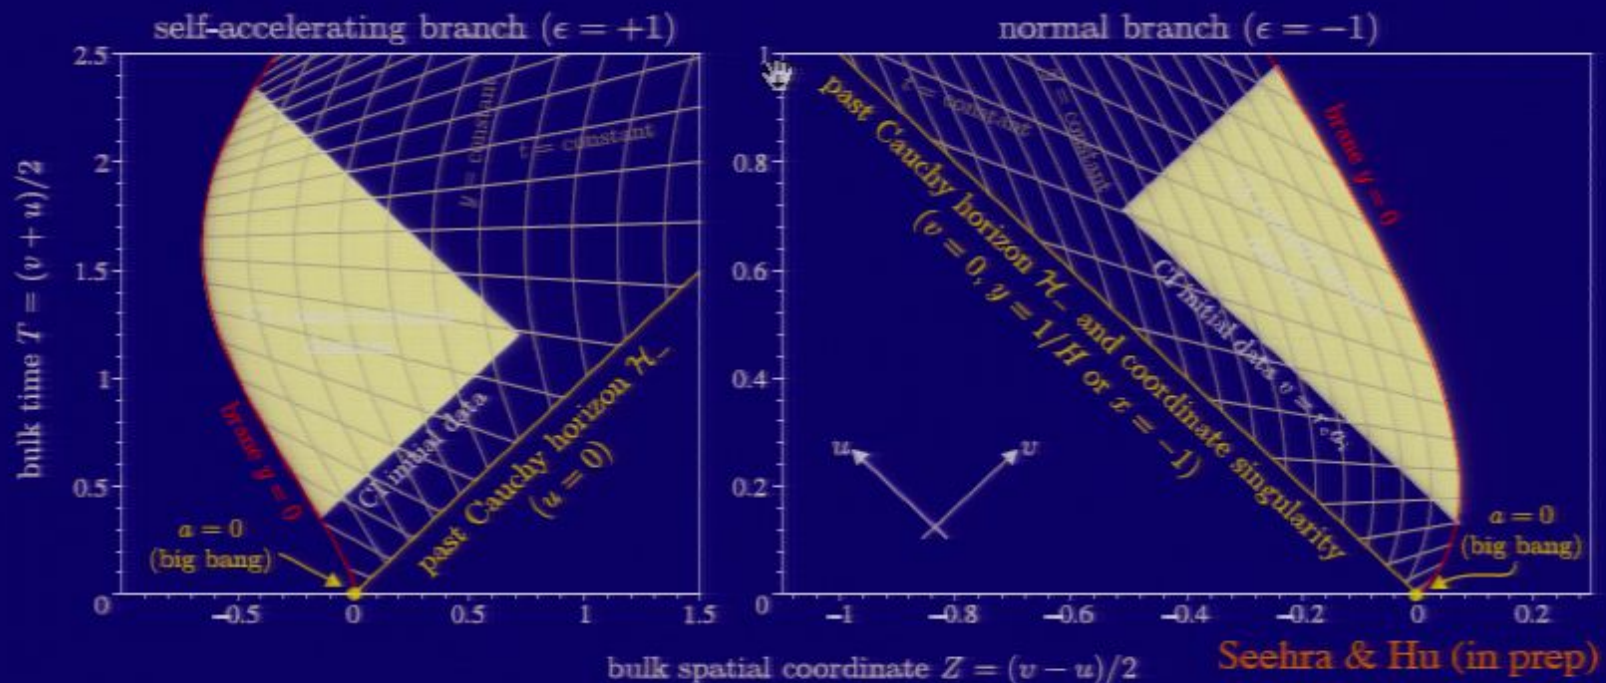 self-accelerating branch (ϵ = +1)
normal branch (ϵ = −1)
bulk time T = (v + u)/2
2.5
2
1.5
1
0.5
0
−0.5
0
0.5
1
1.5
y = constant
t = constant
brane y = 0
CI initial data
past Cauchy horizon ℋ₋
(u = 0)
a = 0
(big bang)
1
0.8
0.6
0.4
0.2
0
−1
−0.8
−0.6
−0.4
−0.2
0
0.2
t = constant
= constant
brane y = 0
CI initial data,
past Cauchy horizon ℋ₋ and coordinate singularity
(v = 0, y = 1/H or x = −1)
u
v
a = 0
(big bang)
bulk spatial coordinate Z = (v − u)/2
Seehra & Hu (in prep)